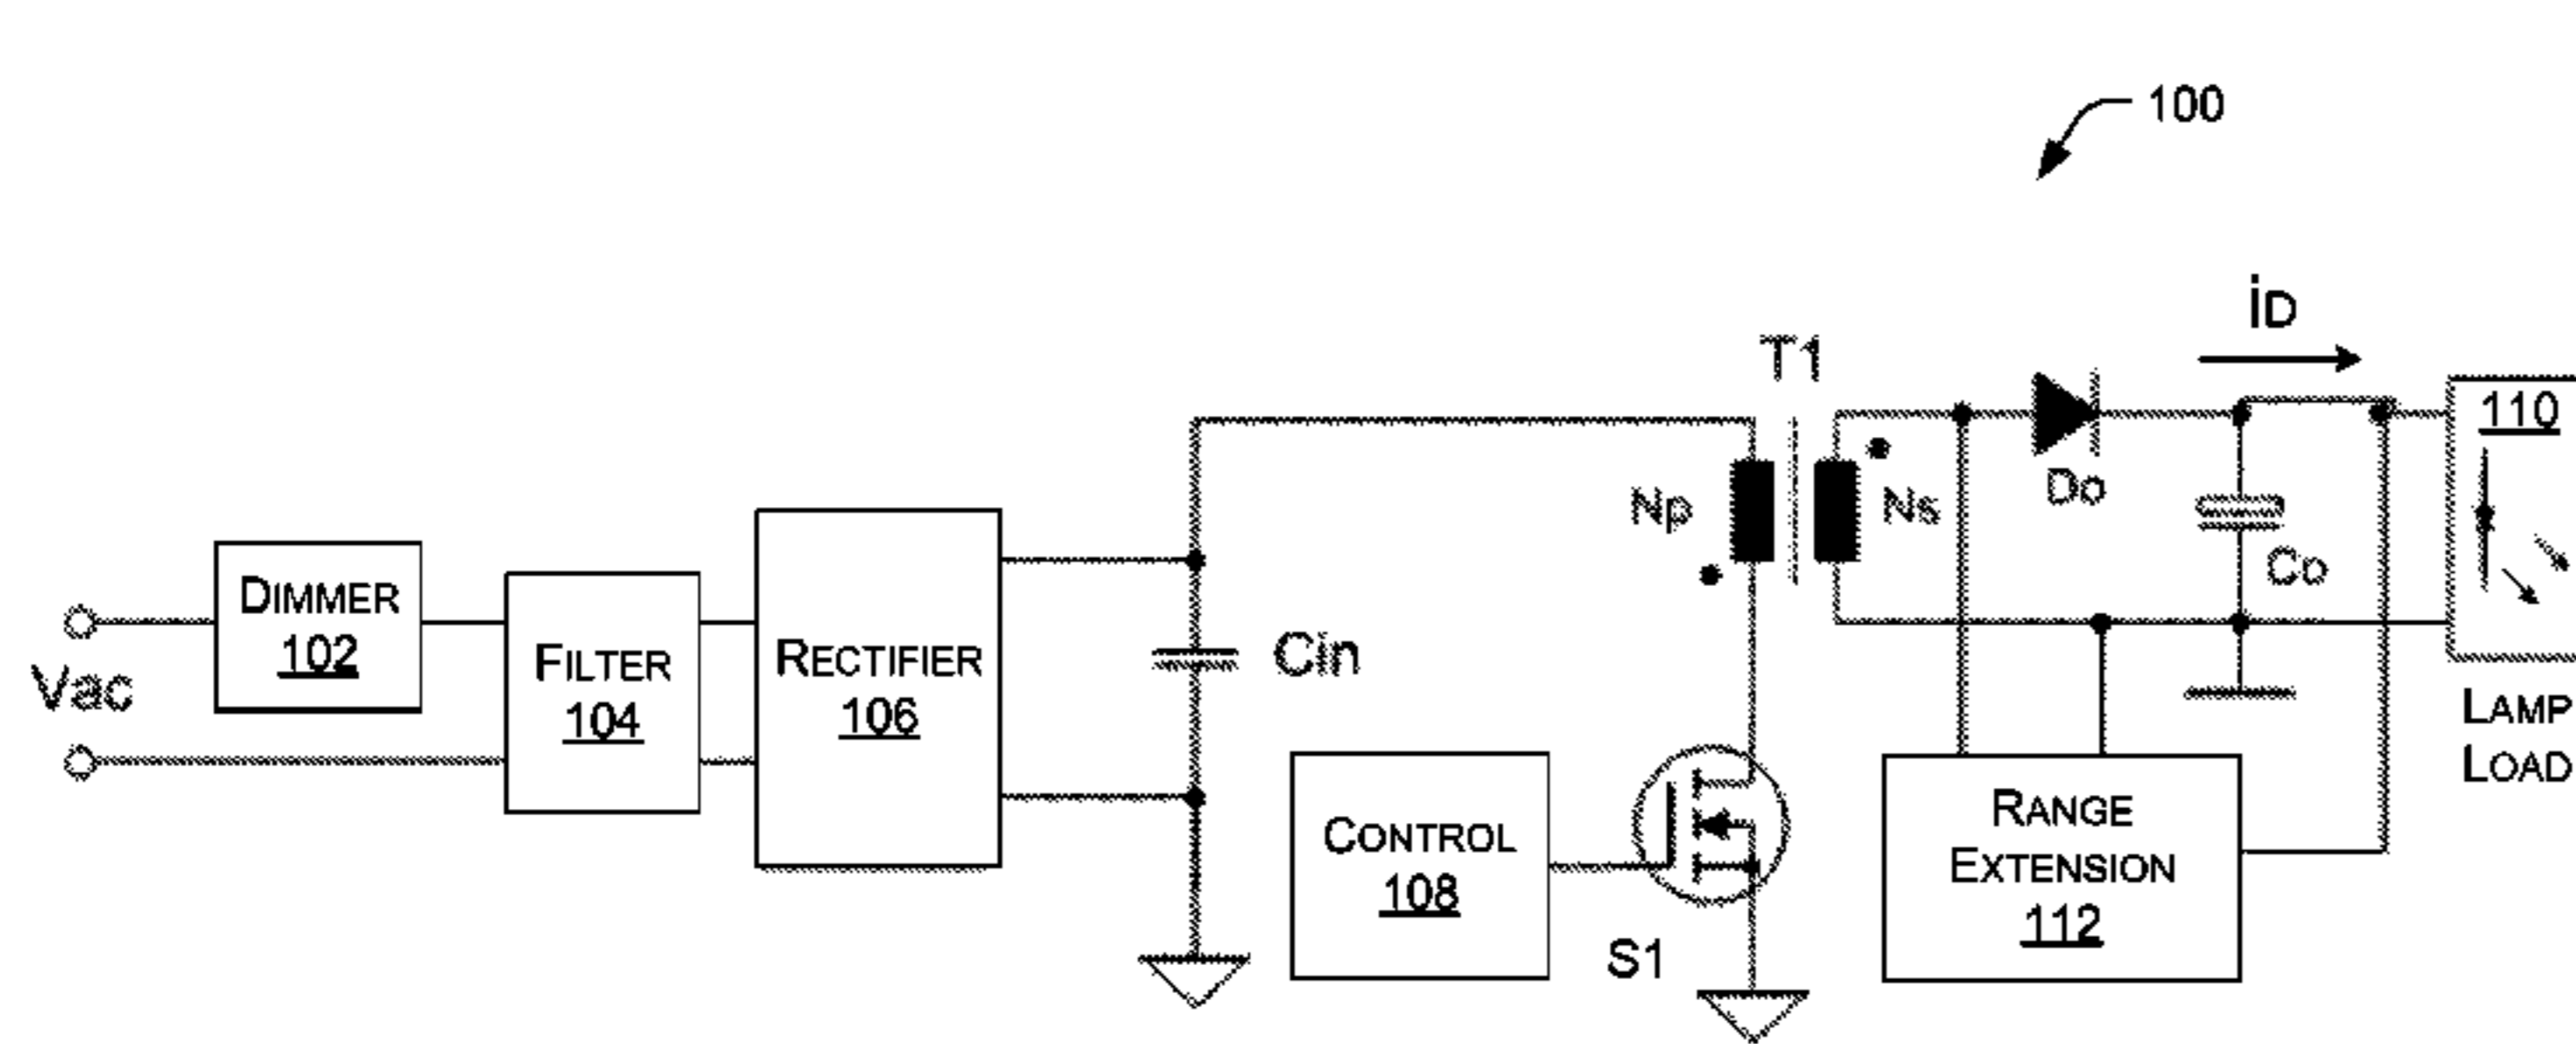 100
iD
T1
110
Np
Ns
Do
Co
DIMMER
102
FILTER
104
RECTIFIER
106
Cin
Vac
LAMP
LOAD
CONTROL
108
S1
RANGE
EXTENSION
112